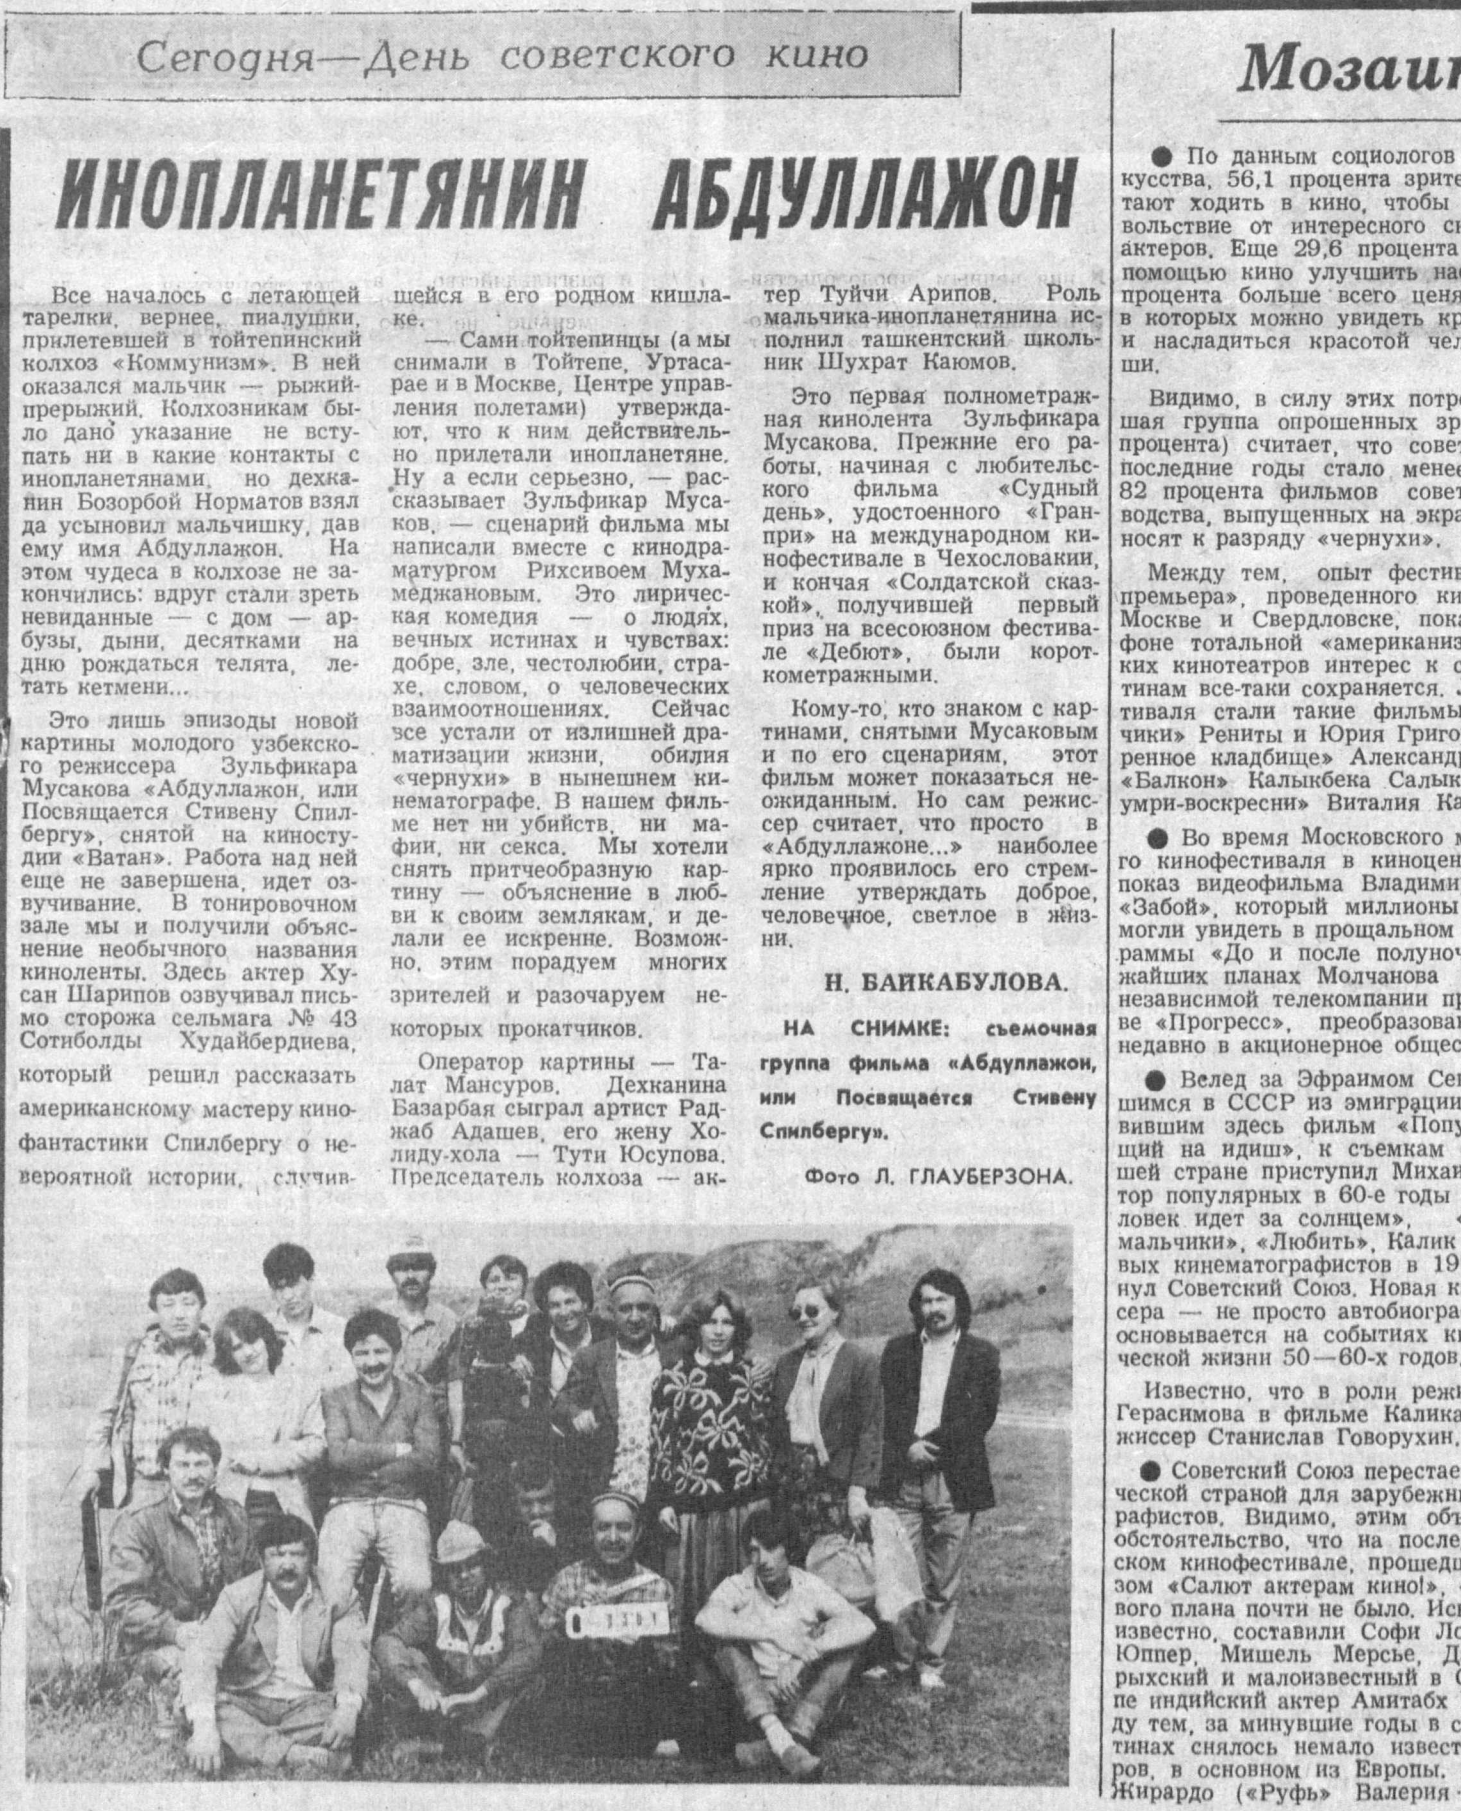 Сегодня—День советского кино
ИНОПЛАНЕТЯНИН АБДУЛЛАЖОН
Все началось с летающей
тарелки, вернее, пиалушки,
прилетевшей в тойтепинский
колхоз «Коммунизм». В ней
оказался мальчик — рыжий-
прерыжий. Колхозникам бы-
ло дано указание не всту-
пать ни в какие контакты с
инопланетянами, но дехка-
нин Бозорбой Норматов взял
да усыновил мальчишку, дав
ему имя Абдуллажон. На
этом чудеса в колхозе не за-
кончились: вдруг стали зреть
невиданные — с дом — ар-
бузы, дыни, десятками на
дню рождаться телята, ле-
тать кетмени...
Это лишь эпизоды новой
картины молодого узбекско-
го режиссера Зульфикара
Мусакова «Абдуллажон, или
Посвящается Стивену Спил-
бергу», снятой на киносту-
дии «Ватан». Работа над ней
еще не завершена, идет оз-
вучивание. В тонировочном
зале мы и получили объяс-
нение необычного названия
киноленты. Здесь актер Ху-
сан Шарипов озвучивал пись-
мо сторожа сельмага № 43
Сотиболды Худайбердиева,
который решил рассказать
американскому мастеру кино-
фантастики Спилбергу о не-
вероятной истории, случив-
шейся в его родном кишла-
ке.
— Сами тойтепинцы (а мы
снимали в Тойтепе, Уртаса-
рае и в Москве, Центре управ-
ления полетами) утвержда-
ют, что к ним действитель-
но прилетали инопланетяне.
Ну а если серьезно, — рас-
сказывает Зульфикар Муса-
ков, — сценарий фильма мы
написали вместе с кинодра-
матургом Рихсивоем Муха-
меджановым. Это лиричес-
кая комедия — о людях,
вечных истинах и чувствах:
добре, зле, честолюбии, стра-
хе, словом, о человеческих
взаимоотношениях. Сейчас
все устали от излишней дра-
матизации жизни, обилия
«чернухи» в нынешнем ки-
нематографе. В нашем филь-
ме нет ни убийств, ни ма-
фии, ни секса. Мы хотели
снять притчеобразную кар-
тину — объяснение в люб-
ви к своим землякам, и де-
лали ее искренне. Возмож-
но, этим порадуем многих
зрителей и разочаруем не-
которых прокатчиков.
Оператор картины — Та-
лат Мансуров. Дехканина
Базарбая сыграл артист Рад-
жаб Адашев, его жену Хо-
лиду-хола — Тути Юсупова.
Председатель колхоза — ак-
тер Туйчи Арипов. Роль
мальчика-инопланетянина ис-
полнил ташкентский школь-
ник Шухрат Каюмов.
Это первая полнометраж-
ная кинолента Зульфикара
Мусакова. Прежние его ра-
боты, начиная с любительс-
кого фильма «Судный
день», удостоенного «Гран-
при» на международном ки-
нофестивале в Чехословакии,
и кончая «Солдатской сказ-
кой», получившей первый
приз на всесоюзном фестива-
ле «Дебют», были корот-
кометражными.
Кому-то, кто знаком с кар-
тинами, снятыми Мусаковым
и по его сценариям, этот
фильм может показаться не-
ожиданным. Но сам режис-
сер считает, что просто в
«Абдуллажоне...» наиболее
ярко проявилось его стрем-
ление утверждать доброе,
человечное, светлое в жиз-
ни.
Н. БАЙКАБУЛОВА.
НА СНИМКЕ: съемочная
группа фильма «Абдуллажон,
или Посвящается Стивену
Спилбергу».
Фото Л. ГЛАУБЕРЗОНА.
Мозаи
● По данным социологов
кусства, 56,1 процента зрите
тают ходить в кино, чтобы
вольствие от интересного
актеров. Еще 29,6 процента
помощью кино улучшить нас
процента больше всего ценя
в которых можно увидеть кр
и насладиться красотой чел
ши.
Видимо, в силу этих потре
шая группа опрошенных зр
процента) считает, что совет
последние годы стало менее
82 процента фильмов совет
водства, выпущенных на экра
носят к разряду «чернухи».
Между тем, опыт фестив
премьера», проведенного ки
Москве и Свердловске, пока
фоне тотальной «американиз
ких кинотеатров интерес к с
тинам все-таки сохраняется.
тиваля стали такие фильмы
чики» Рениты и Юрия Григо
ренное кладбище» Александр
«Балкон» Калыкбека Салык
умри-воскресни» Виталия Ка
● Во время Московского м
го кинофестиваля в киноцен
показ видеофильма Владими
«Забой», который миллионы
могли увидеть в прощальном
раммы «До и после полуноч
жайших планах Молчанова
независимой телекомпании пр
ве «Прогресс», преобразован
недавно в акционерное общес
● Вслед за Эфраимом Сев
шимся в СССР из эмиграции
вившим здесь фильм «Попу
щий на идиш», к съемкам
шей стране приступил Михаи
тор популярных в 60-е годы
ловек идет за солнцем»,
мальчики», «Любить». Калик
вых кинематографистов в 19
нул Советский Союз. Новая к
сера — не просто автобиогра
основывается на событиях ки
ческой жизни 50—60-х годов.
Известно, что в роли режи
Герасимова в фильме Калика
жиссер Станислав Говорухин.
● Советский Союз перестае
ческой страной для зарубежн
рафистов. Видимо, этим объ
обстоятельство, что на после
ском кинофестивале, прошедш
зом «Салют актерам кино!»,
вого плана почти не было. Иск
известно, составили Софи Ло
Юппер, Мишель Мерсье, Д
рыхский и малоизвестный в
пе индийский актер Амитабх
ду тем, за минувшие годы в с
тинах снялось немало извест
ров, в основном из Европы.
Жирардо («Руфь» Валерия